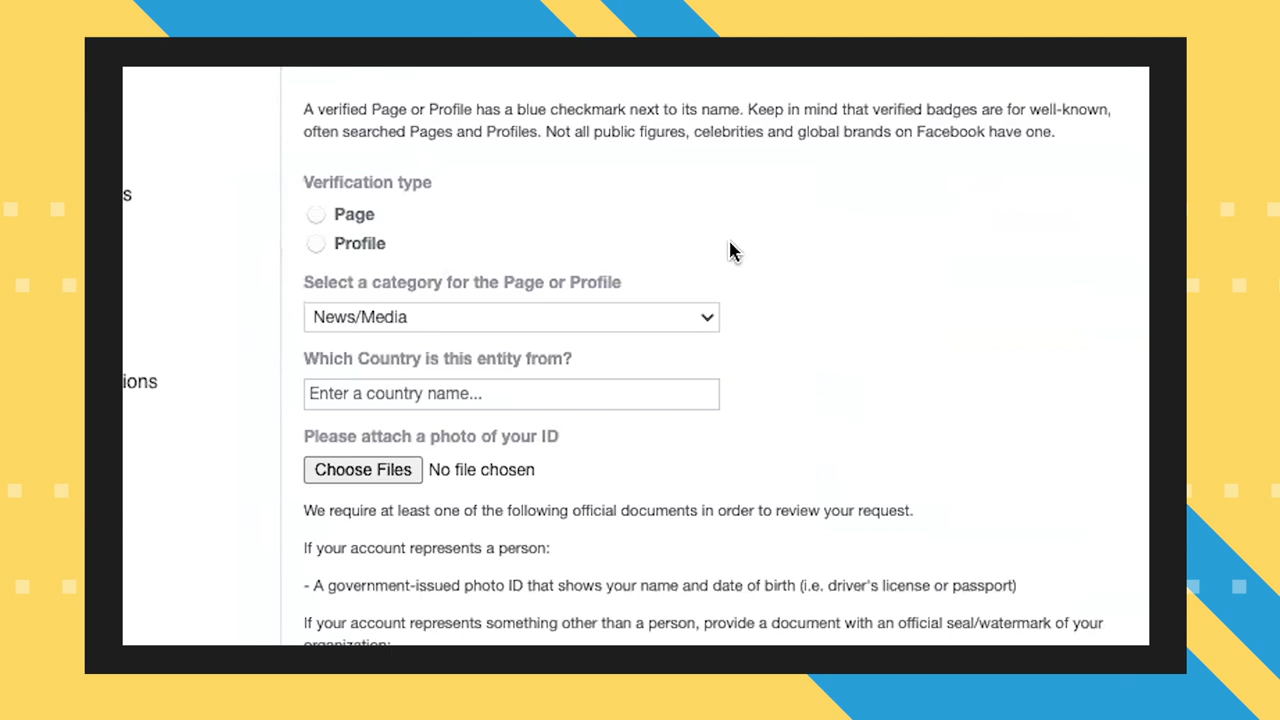 A verified Page or Profile has a blue checkmark next to its name. Keep in mind that verified badges are for well-known,
often searched Pages and Profiles. Not all public figures, celebrities and global brands on Facebook have one.
Verification type
s
Page
Profile
Select a category for the Page or Profile
News/Media
Which Country is this entity from?
ions
Enter a country name...
Please attach a photo of your ID
Choose Files No file chosen
We require at least one of the following official documents in order to review your request.
If your account represents a person:
- A government-issued photo ID that shows your name and date of birth (i.e. driver's license or passport)
If your account represents something other than a person, provide a document with an official seal/watermark of your
organization: